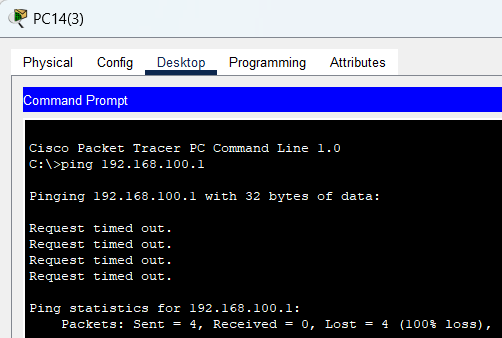 PC14(3)
Physical Config Desktop Programming Attributes
Command Prompt
Cisco Packet Tracer PC Command Line 1.0
C:\>ping 192.168.100.1
Pinging 192.168.100.1 with 32 bytes of data:
Request timed out.
Request timed out.
Request timed out.
Request timed out.
Ping statistics for 192.168.100.1:
Packets: Sent = 4, Received = 0, Lost = 4 (100% loss),